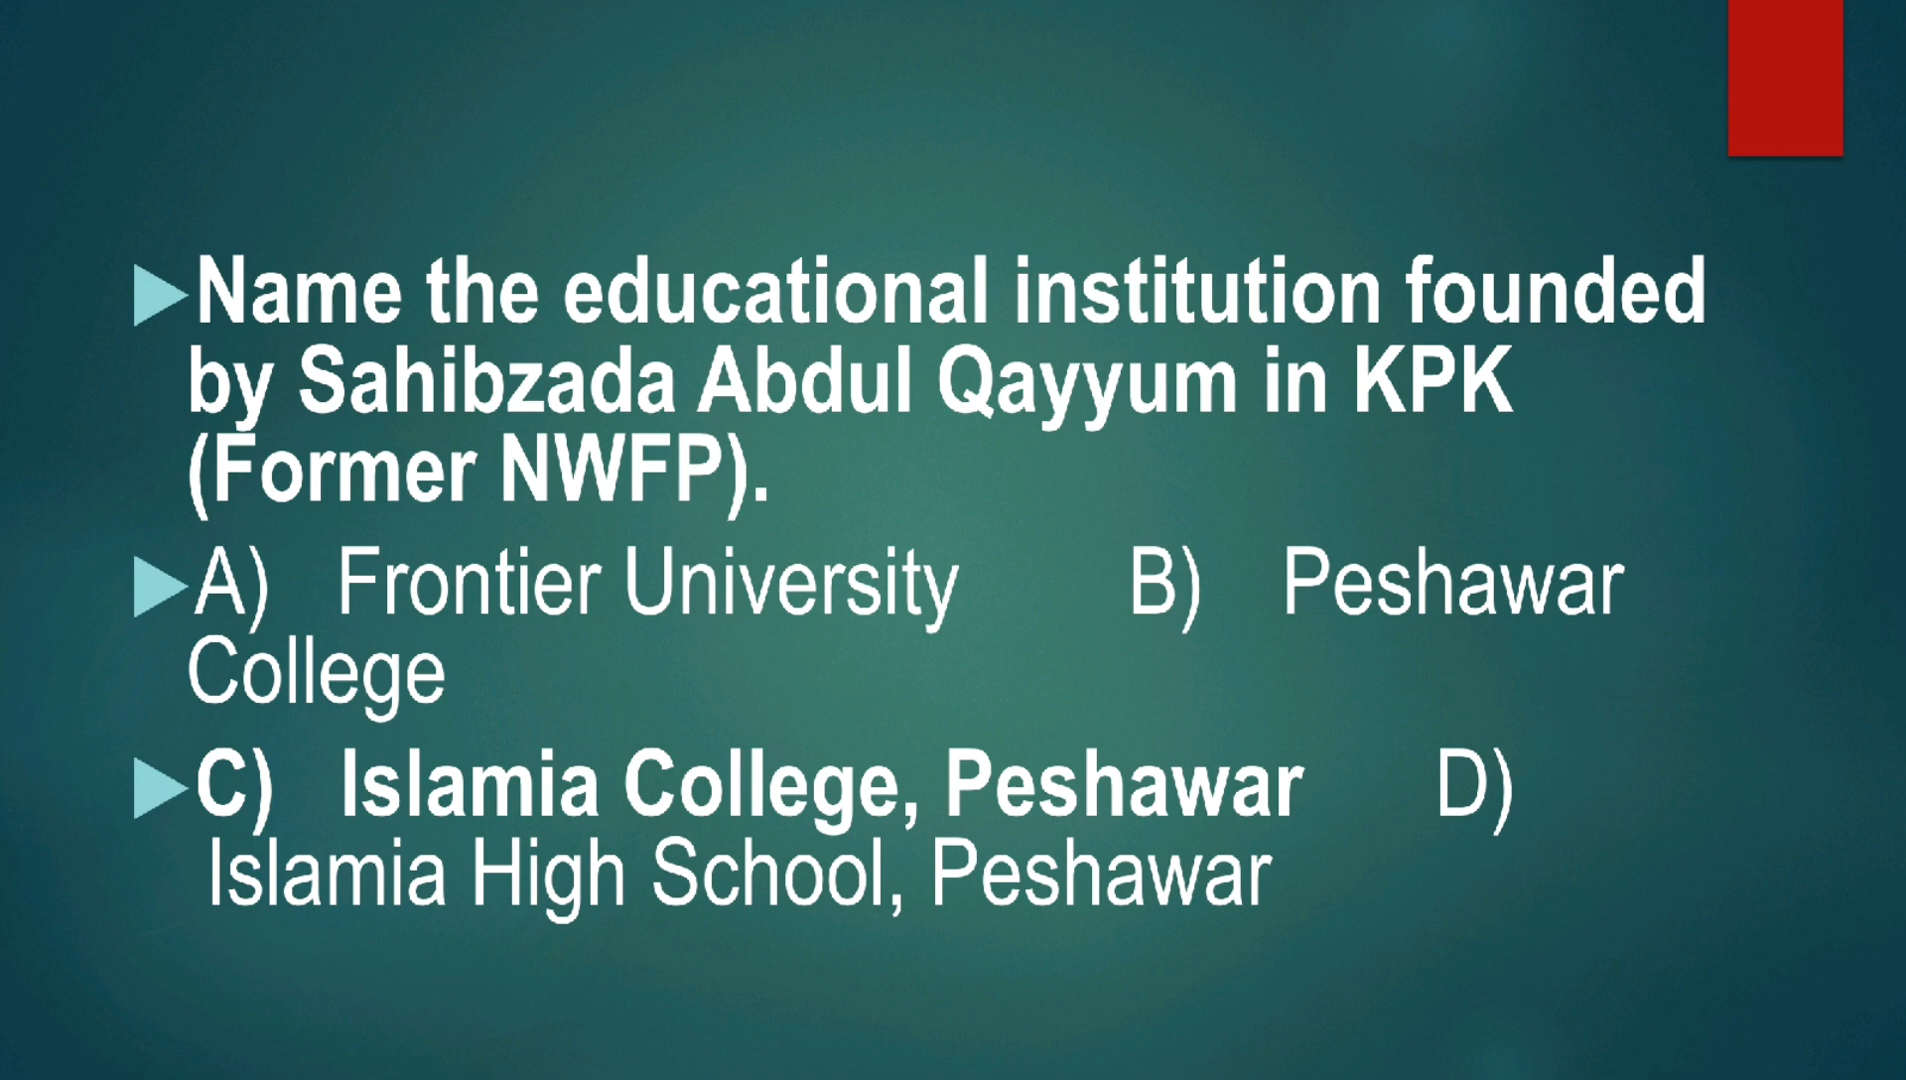 Name the educational institution founded
by Sahibzada Abdul Qayyum in KPK
(Former NWFP).
A) Frontier University B) Peshawar
College
C) Islamia College, Peshawar D)
Islamia High School, Peshawar